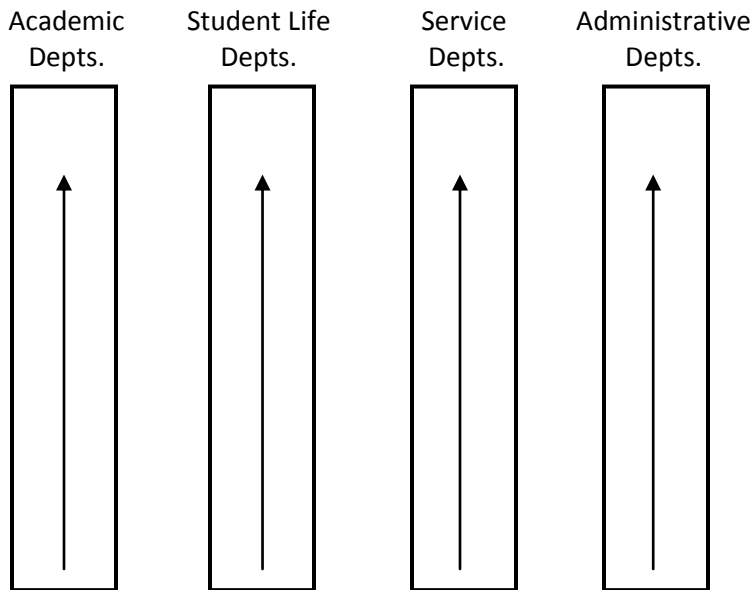 Academic
Depts.
Student Life
Depts.
Service
Depts.
Administrative
Depts.